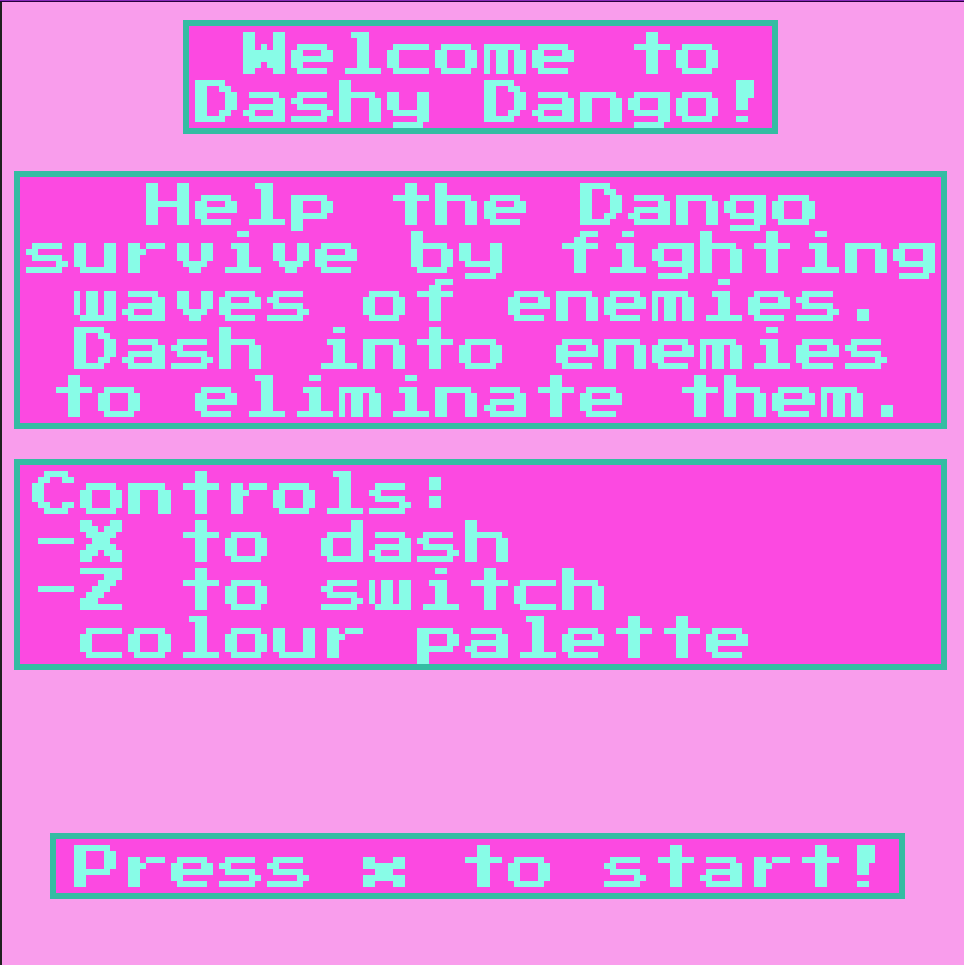 Welcome to
Dashy Dango!
Help the Dango
survive by fighting
waves of enemies.
Dash into enemies
to eliminate them.
Controls:
-X to dash
-Z to switch
colour palette
Press x to start!